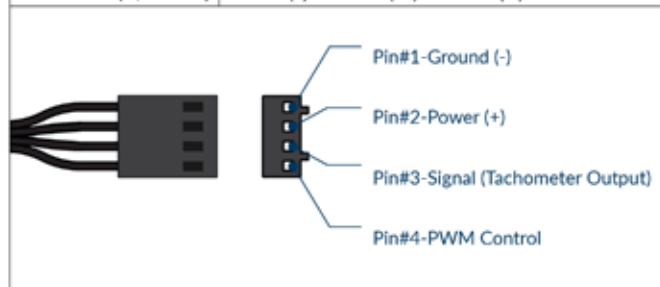 Pin#1-Ground (-)
Pin#2-Power (+)
Pin#3-Signal (Tachometer Output)
Pin#4-PWM Control